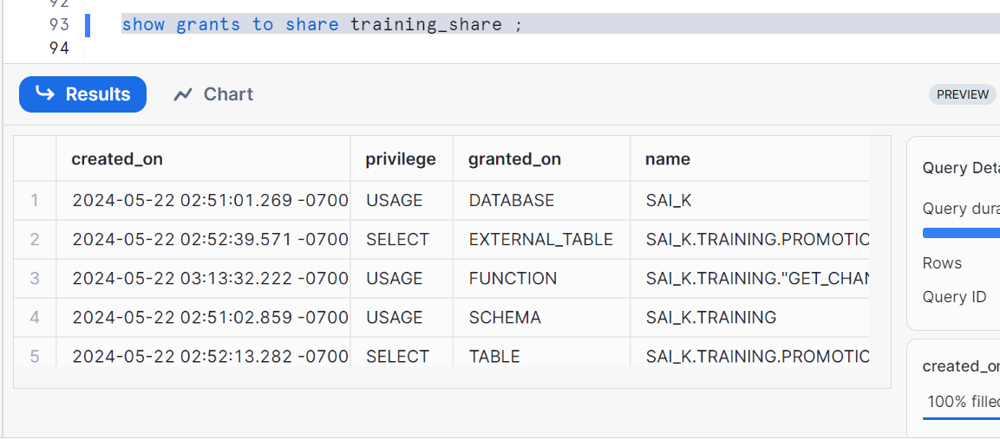 92
93 show grants to share training_share ;
94
Results Chart PREVIEW
created_on privilege granted_on name
1 2024-05-22 02:51:01.269 -0700 USAGE DATABASE SAI_K
2 2024-05-22 02:52:39.571 -0700 SELECT EXTERNAL_TABLE SAI_K.TRAINING.PROMOTIC
3 2024-05-22 03:13:32.222 -0700 USAGE FUNCTION SAI_K.TRAINING."GET_CHAN
4 2024-05-22 02:51:02.859 -0700 USAGE SCHEMA SAI_K.TRAINING
5 2024-05-22 02:52:13.282 -0700 SELECT TABLE SAI_K.TRAINING.PROMOTIC
Query Deta
Query dura
Rows
Query ID
created_on
100% filled